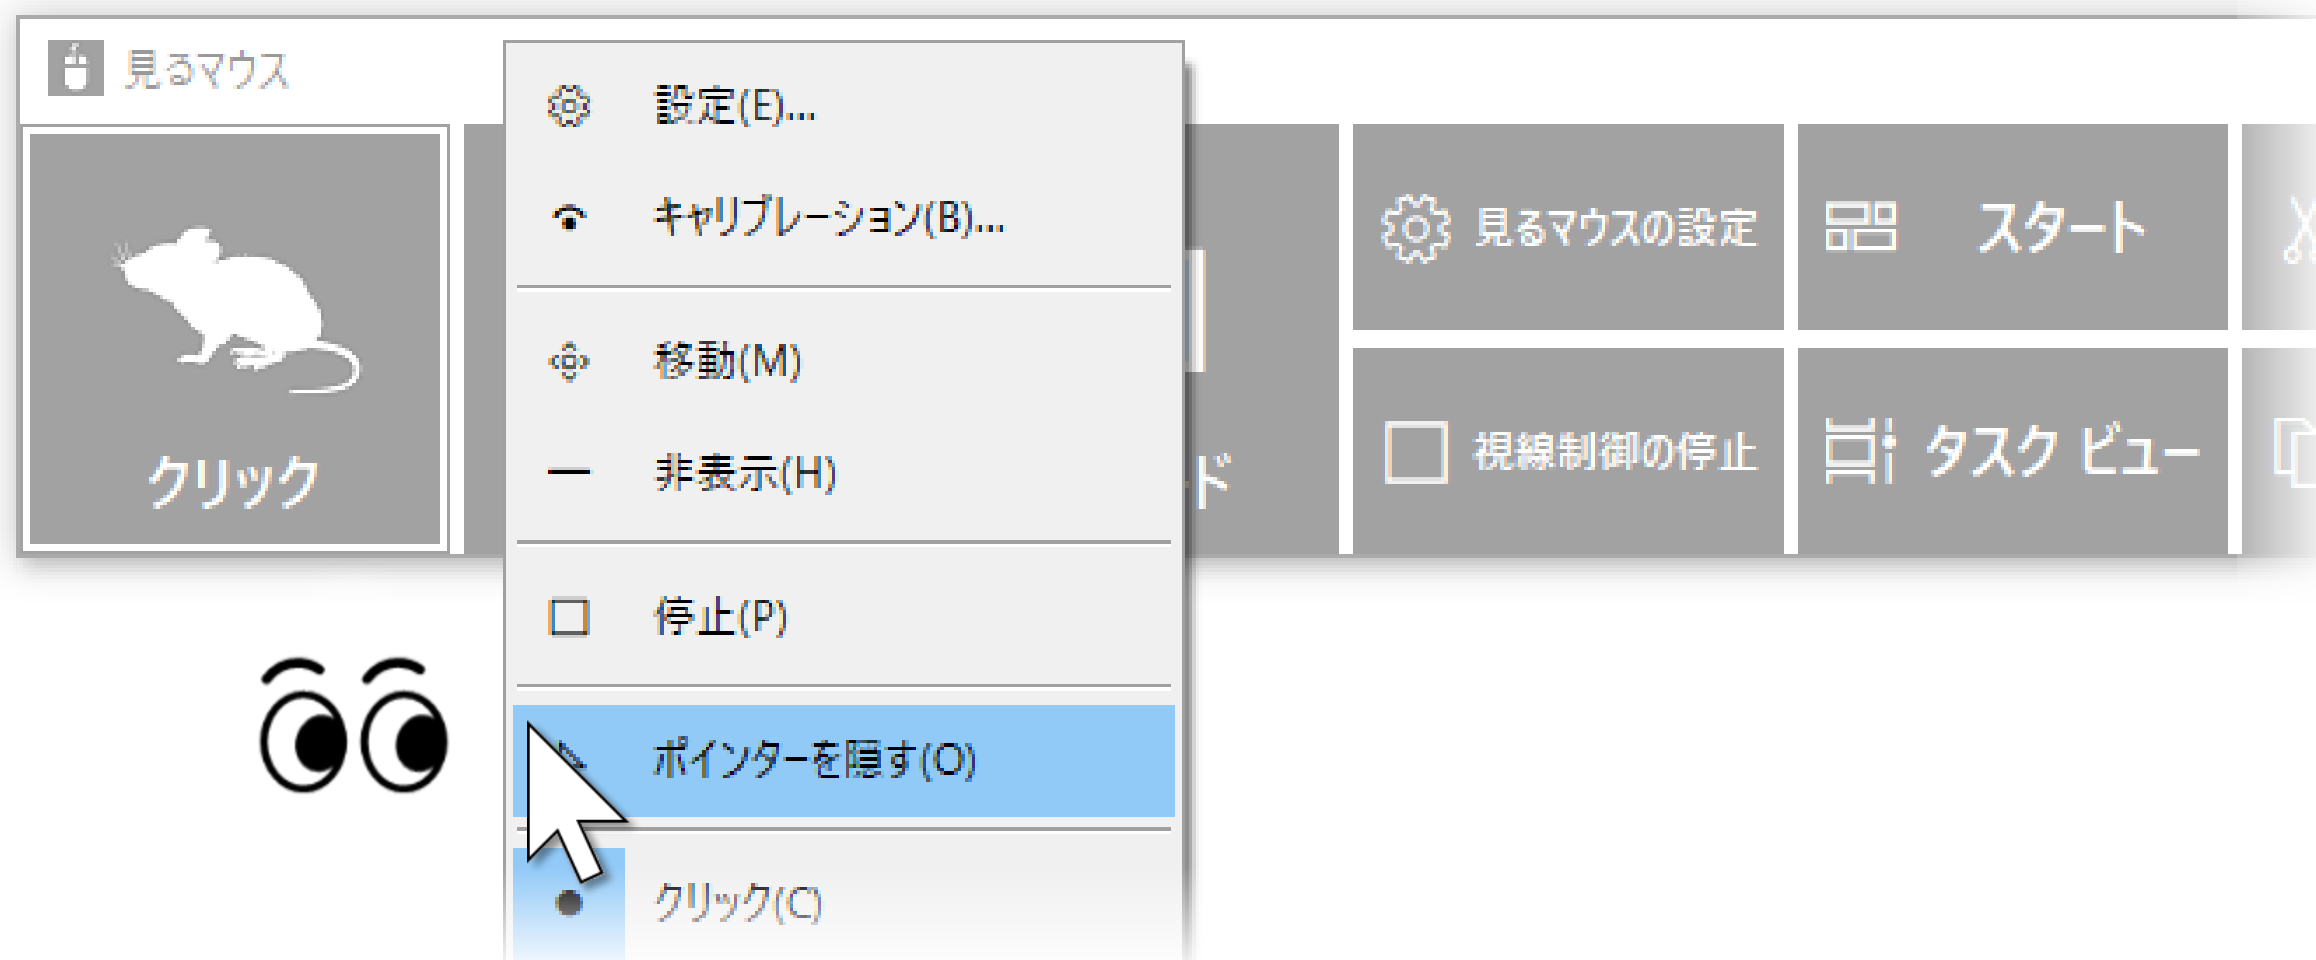 見るマウス
設定(E)...
キャリブレーション(B)...
移動(M)
非表示(H)
停止(P)
ポインターを隠す(O)
クリック(C)
クリック
ド
見るマウスの設定
スタート
視線制御の停止
タスク ビュー